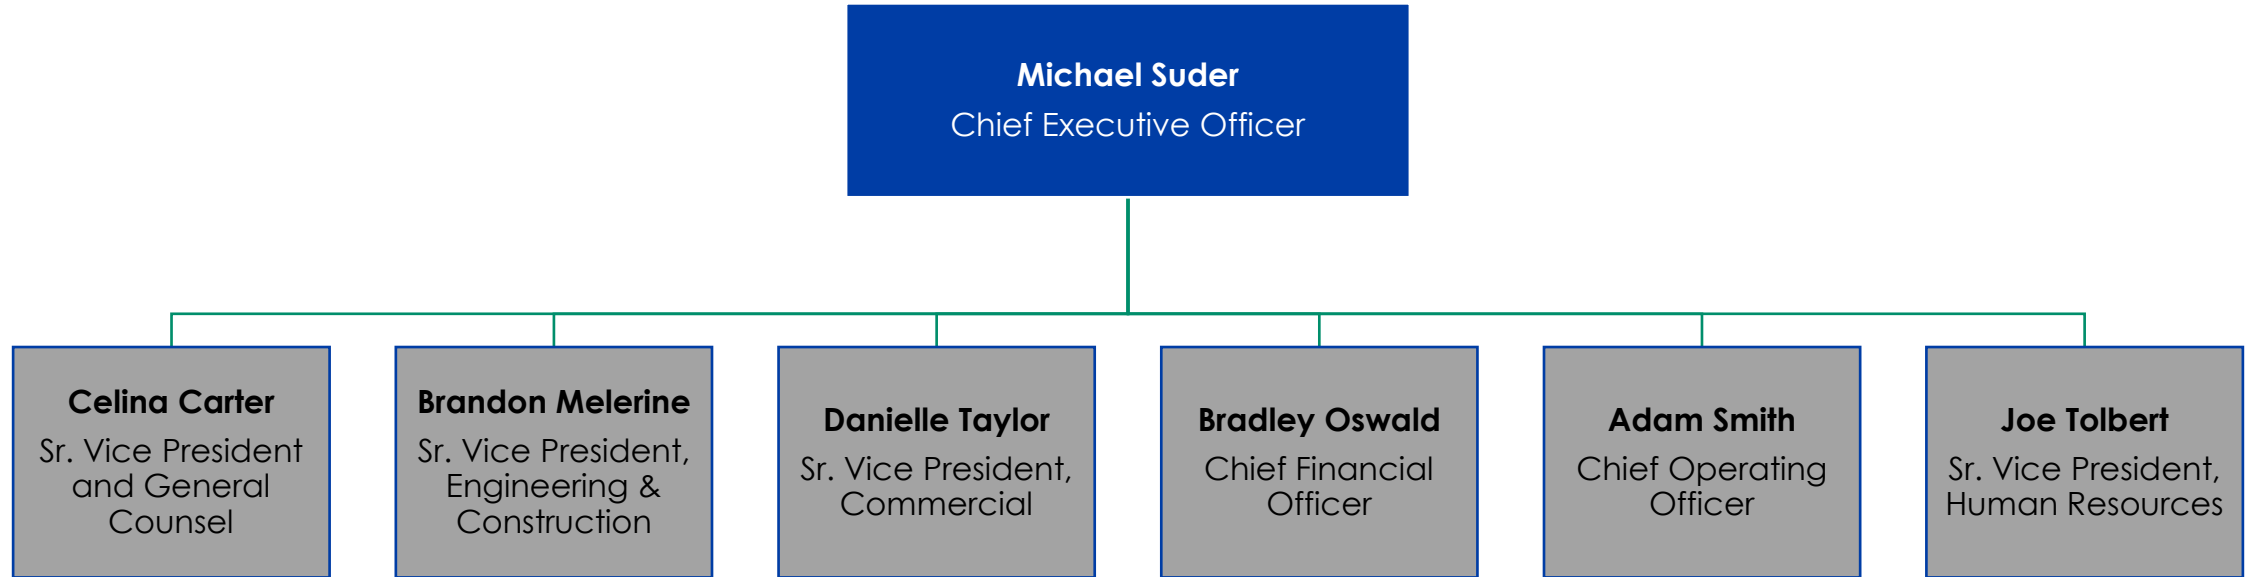 Michael Suder
Chief Executive Officer
Celina Carter
Sr. Vice President
and General
Counsel
Brandon Melerine
Sr. Vice President,
Engineering &
Construction
Danielle Taylor
Sr. Vice President,
Commercial
Bradley Oswald
Chief Financial
Officer
Adam Smith
Chief Operating
Officer
Joe Tolbert
Sr. Vice President,
Human Resources